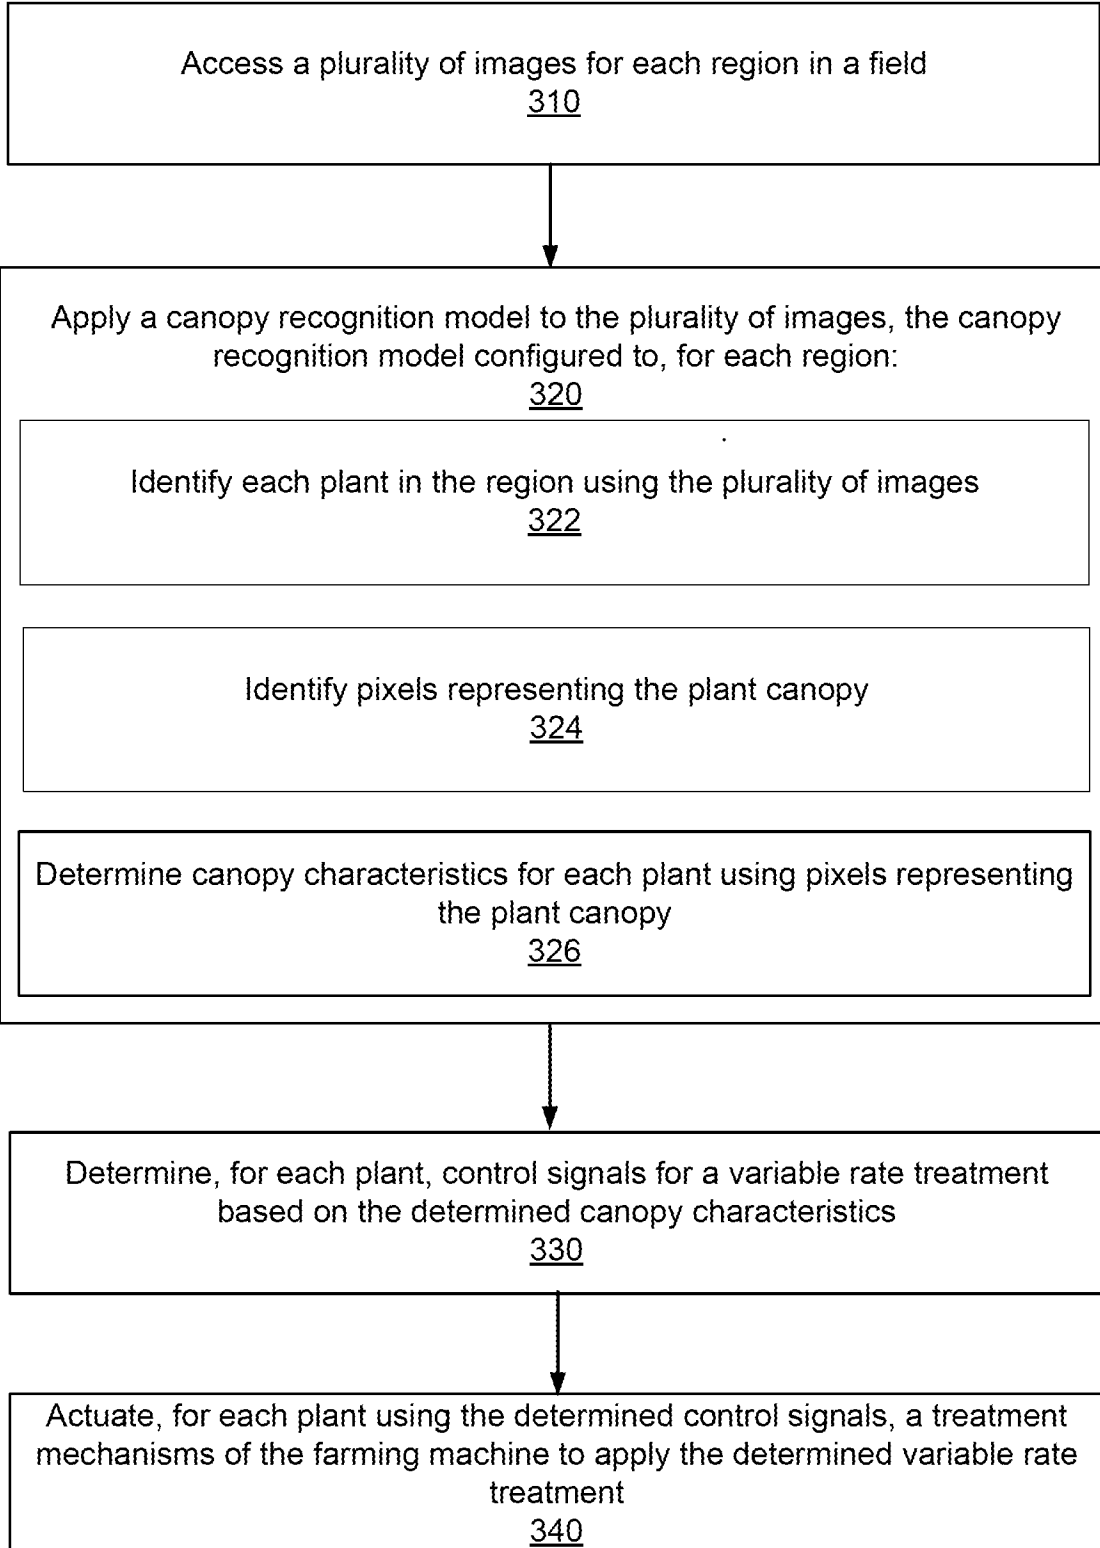 Access a plurality of images for each region in a field
310
Apply a canopy recognition model to the plurality of images, the canopy
recognition model configured to, for each region:
320
Identify each plant in the region using the plurality of images
322
Identify pixels representing the plant canopy
324
Determine canopy characteristics for each plant using pixels representing
the plant canopy
326
Determine, for each plant, control signals for a variable rate treatment
based on the determined canopy characteristics
330
Actuate, for each plant using the determined control signals, a treatment
mechanisms of the farming machine to apply the determined variable rate
treatment
340